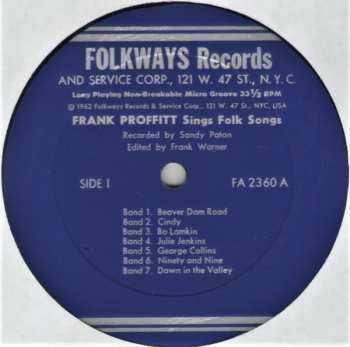 FOLKWAYS Records
AND SERVICE CORP., 121 W. 47 ST., N.Y.C.
Long Playing Non-Breakable Micro Groove 33⅓ RPM
© 1962 Folkways Records & Service Corp., 121 W. 47 St., NYC, USA
FRANK PROFFITT Sings Folk Songs
Recorded by Sandy Paton
Edited by Frank Warner
SIDE I FA 2360 A
Band 1. Beaver Dam Road
Band 2. Cindy
Band 3. Bo Lamkin
Band 4. Julie Jenkins
Band 5. George Collins
Band 6. Ninety and Nine
Band 7. Down in the Valley